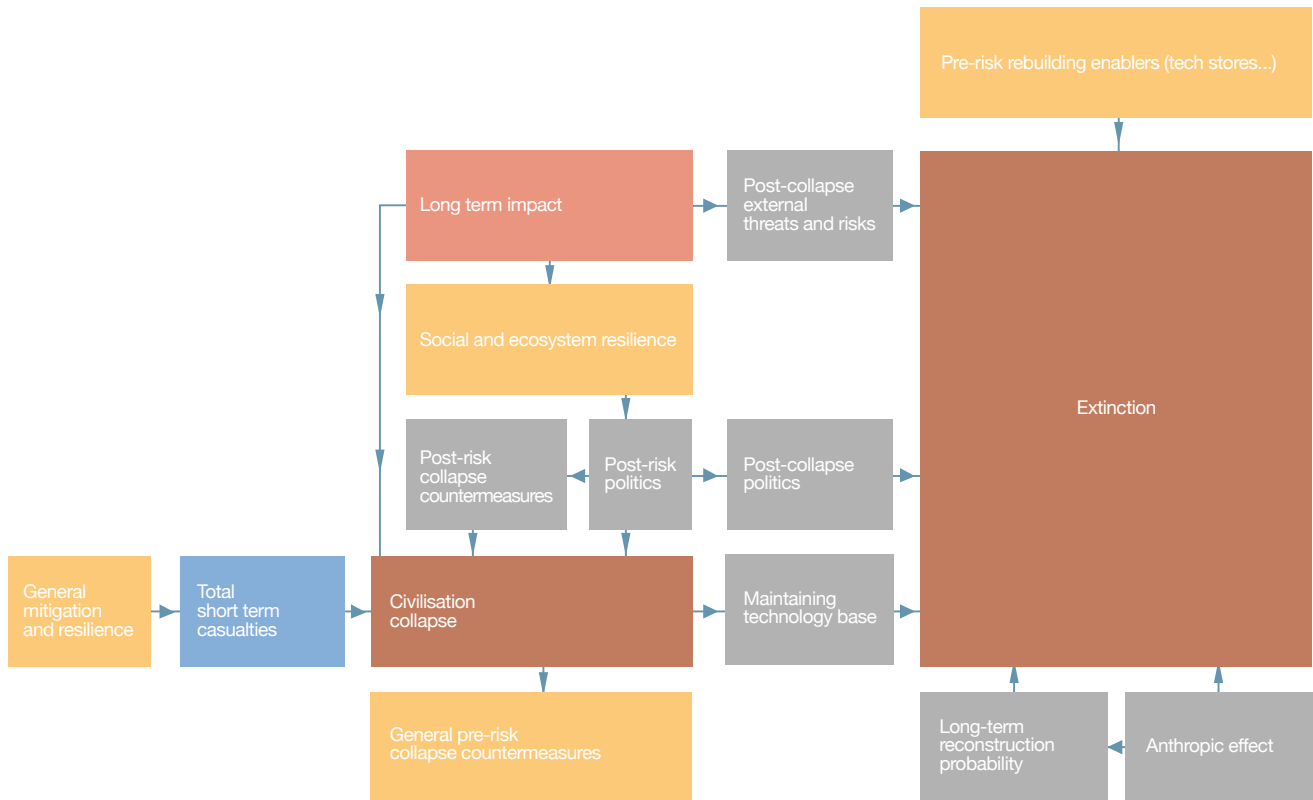 Pre-risk rebuilding enablers (tech stores...)
Long term impact
Post-collapse
external
threats and risks
Social and ecosystem resilience
Extinction
Post-risk
collapse
countermeasures
Post-risk
politics
Post-collapse
politics
General
mitigation
and resilience
Total
short term
casualties
Civilisation
collapse
Maintaining
technology base
General pre-risk
collapse countermeasures
Long-term
reconstruction
probability
Anthropic effect